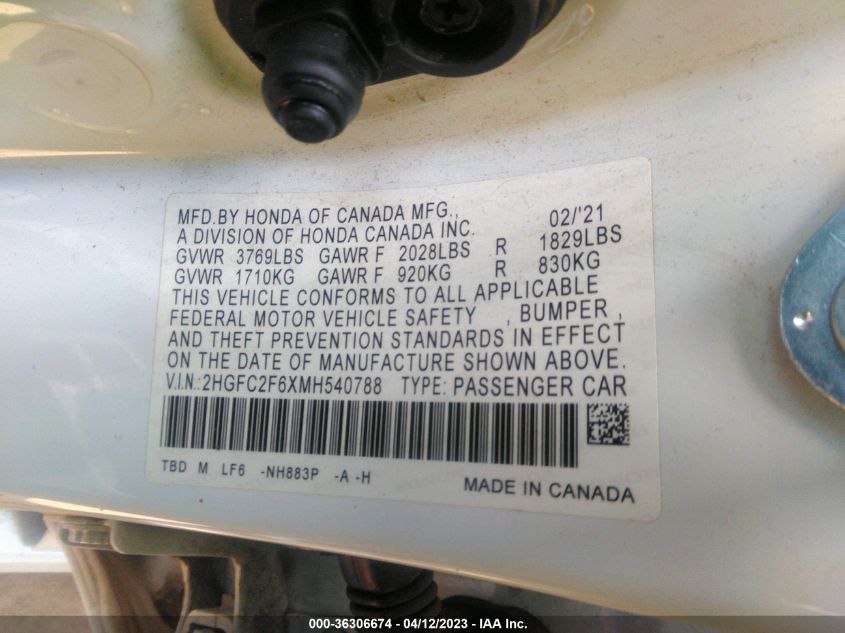 MFD.BY HONDA OF CANADA MFG., 02/'21
A DIVISION OF HONDA CANADA INC.
GVWR 3769LBS GAWR F 2028LBS R 1829LBS
GVWR 1710KG GAWR F 920KG R 830KG
THIS VEHICLE CONFORMS TO ALL APPLICABLE
FEDERAL MOTOR VEHICLE SAFETY , BUMPER ,
AND THEFT PREVENTION STANDARDS IN EFFECT
ON THE DATE OF MANUFACTURE SHOWN ABOVE.
V.I.N.:2HGFC2F6XMH540788 TYPE: PASSENGER CAR
TBD M LF6 -NH883P -A -H
MADE IN CANADA
000-36306674 - 04/12/2023 - IAA Inc.